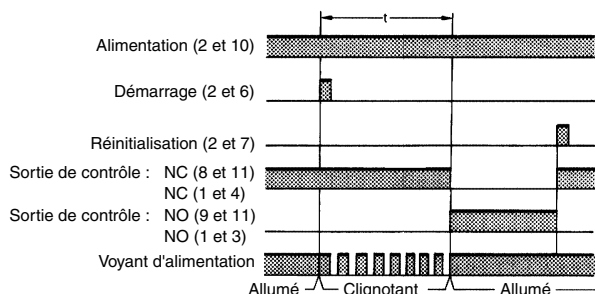 t
Alimentation (2 et 10)
Démarrage (2 et 6)
Réinitialisation (2 et 7)
Sortie de contrôle : NC (8 et 11)
NC (1 et 4)
Sortie de contrôle : NO (9 et 11)
NO (1 et 3)
Voyant d'alimentation
Allumé Clignotant Allumé